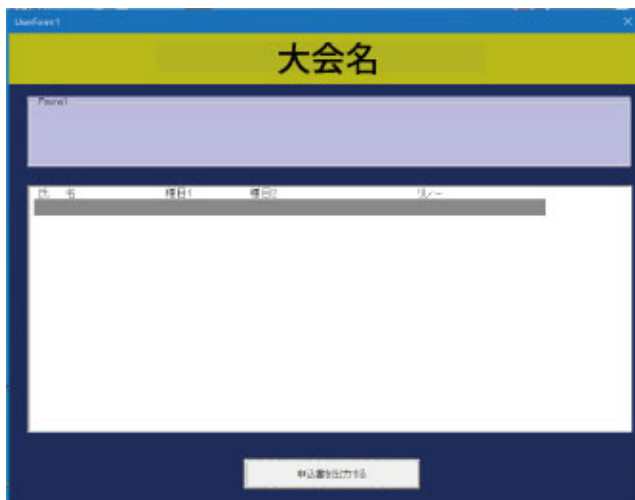 UserForm1
大会名
Frame1
氏　名　種目1　種目2　リレー
申込書を出力する